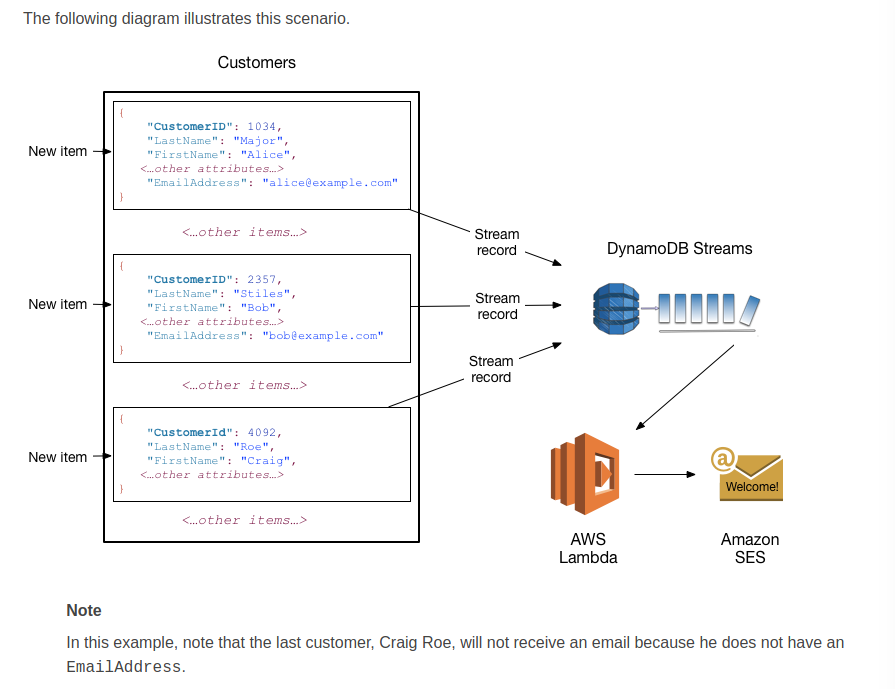 The following diagram illustrates this scenario.
Customers
{
"CustomerID": 1034,
"LastName": "Major",
New item
"FirstName": "Alice",
<…other attributes…>
"EmailAddress": "alice@example.com"
}
<…other items…>
Stream
record
DynamoDB Streams
{
"CustomerID": 2357,
"LastName": "Stiles",
New item
"FirstName": "Bob",
<…other attributes…>
"EmailAddress": "bob@example.com"
}
Stream
record
<…other items…>
Stream
record
{
"CustomerId": 4092,
"LastName": "Roe",
New item
"FirstName": "Craig",
<…other attributes…>
}
<…other items…>
@
Welcome!
AWS
Lambda
Amazon
SES
Note
In this example, note that the last customer, Craig Roe, will not receive an email because he does not have an
EmailAddress.